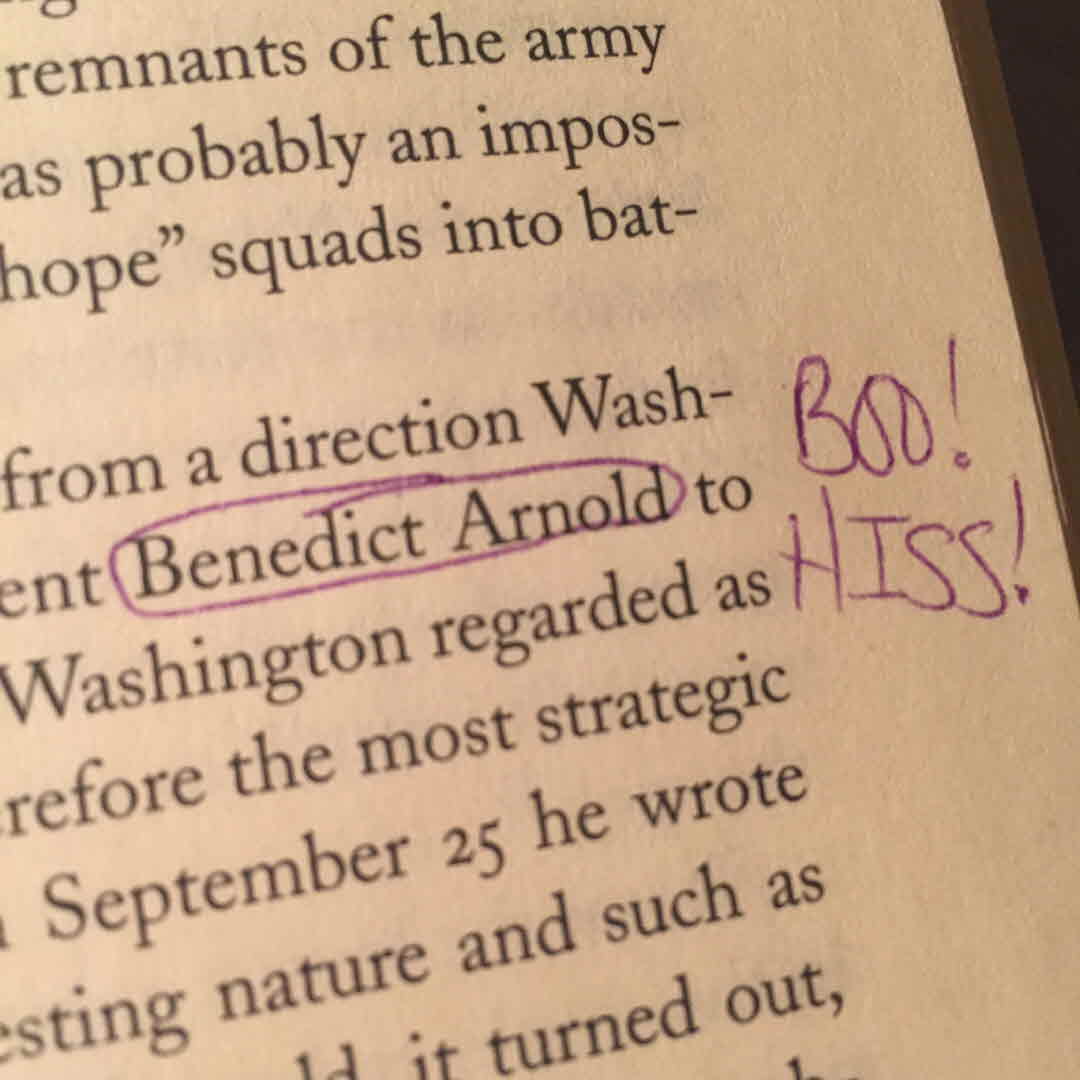 remnants of the army
as probably an impos-
hope” squads into bat-
from a direction Wash-
BOO!
ent Benedict Arnold to
HISS!
Washington regarded as
refore the most strategic
September 25 he wrote
esting nature and such as
ld, it turned out,